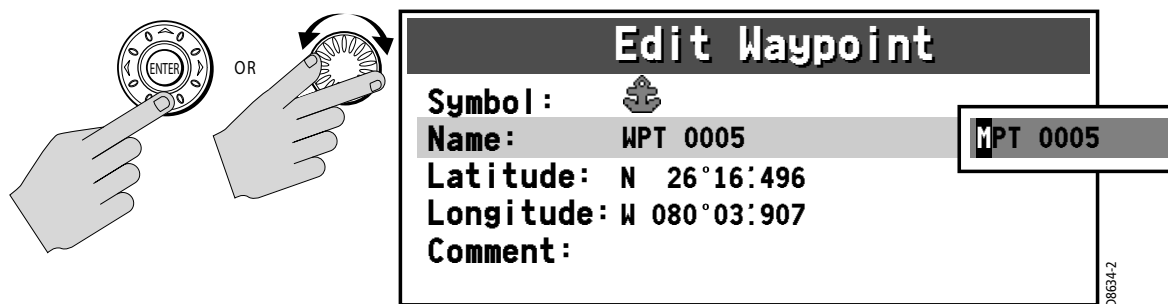 ENTER
OR
Edit Waypoint
Symbol:
Name: WPT 0005
MPT 0005
Latitude: N 26°16.'496
Longitude: W 080°03.'907
Comment:
D8634-2